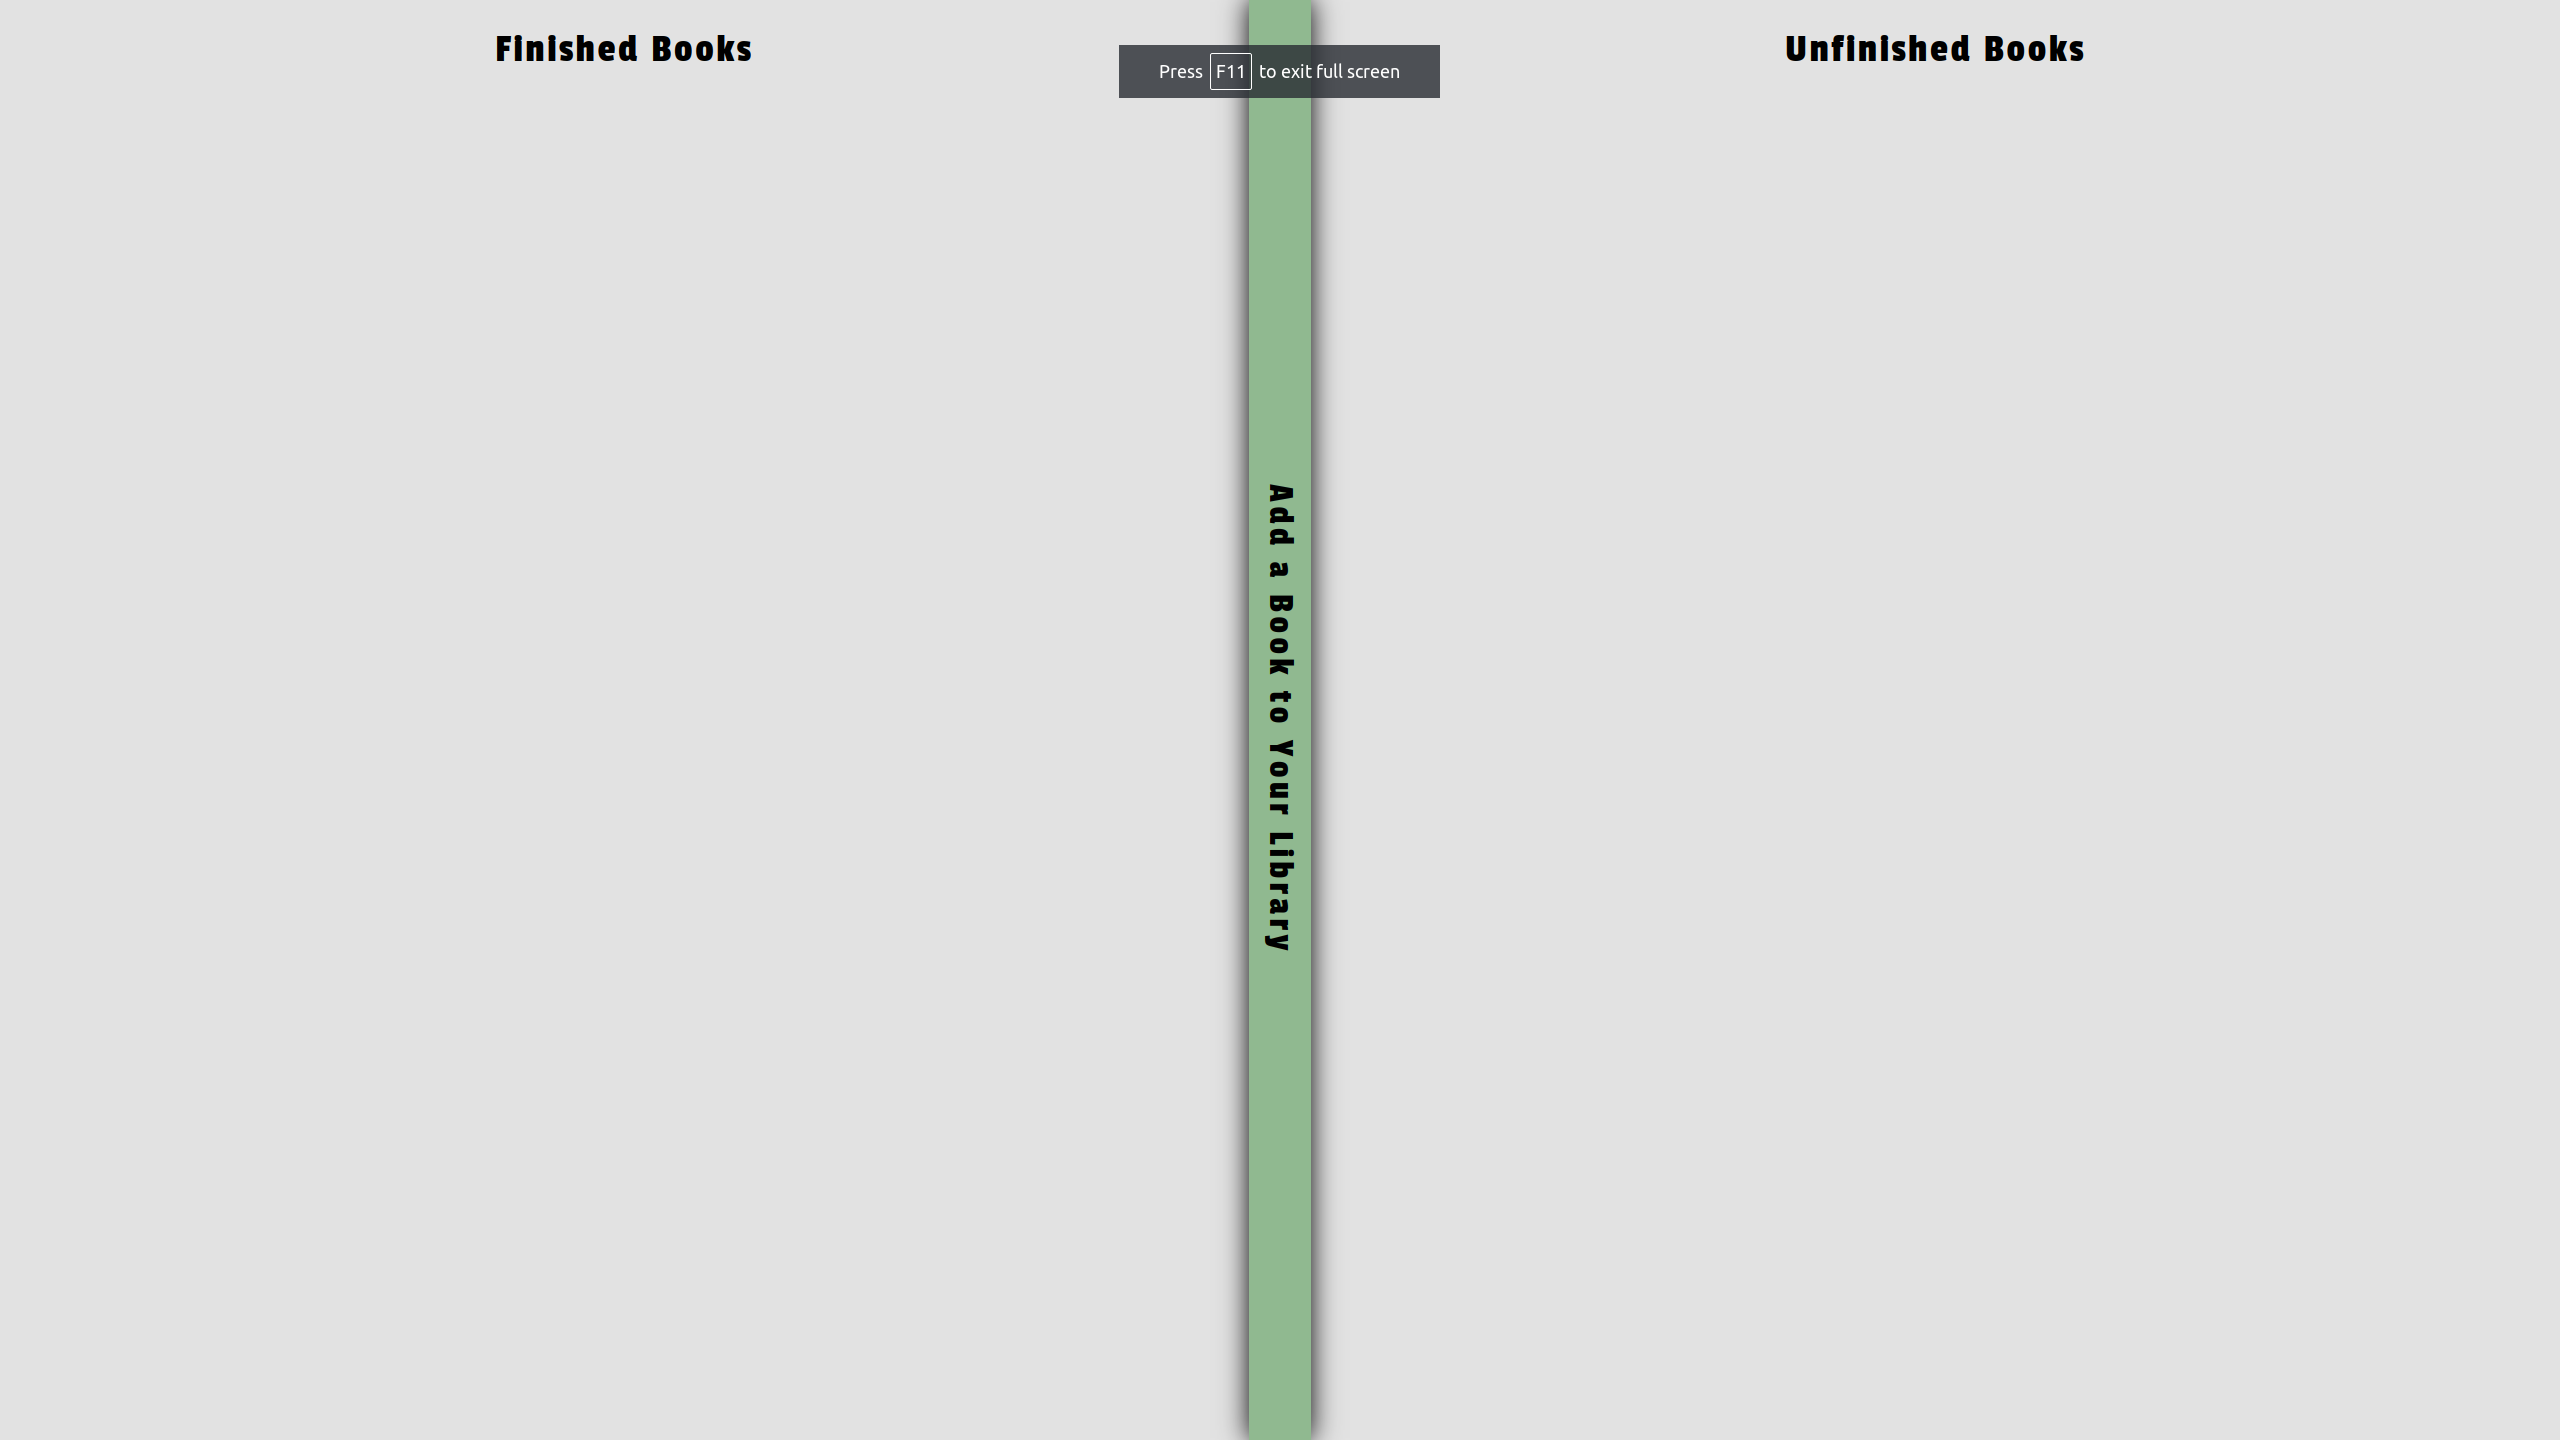 Finished Books
Press F11 to exit full screen
Unfinished Books
Add a Book to Your Library